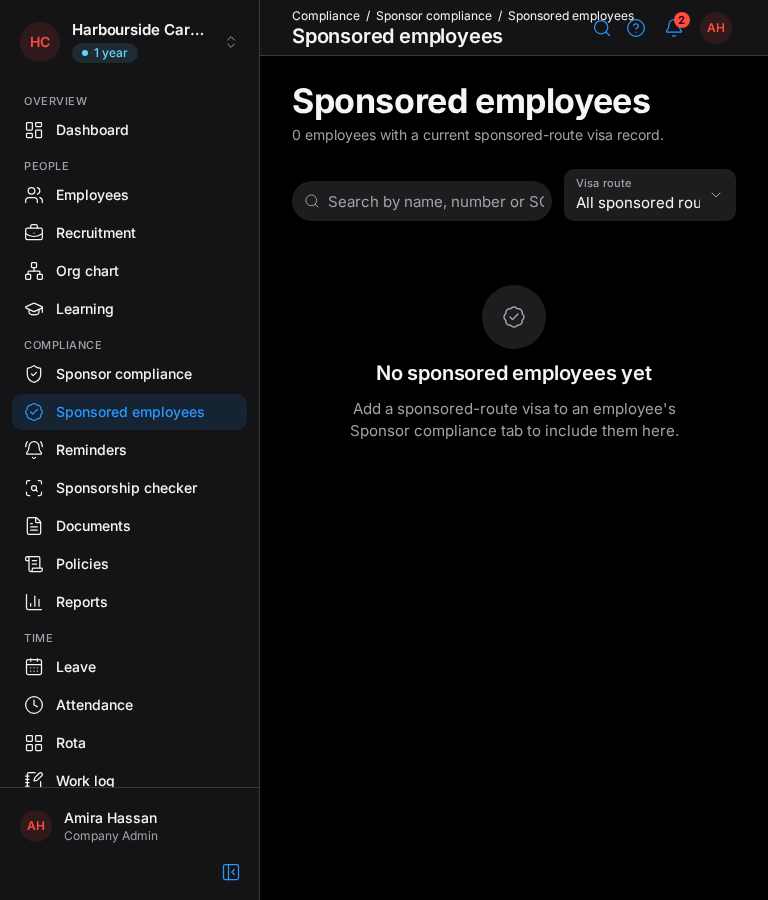 HC
Harbourside Car...
1 year
OVERVIEW
Dashboard
PEOPLE
Employees
Recruitment
Org chart
Learning
COMPLIANCE
Sponsor compliance
Sponsored employees
Reminders
Sponsorship checker
Documents
Policies
Reports
TIME
Leave
Attendance
Rota
Work log
AH
Amira Hassan
Company Admin
Compliance / Sponsor compliance / Sponsored employees
Sponsored employees
2
AH
Sponsored employees
0 employees with a current sponsored-route visa record.
Search by name, number or SO
Visa route
All sponsored rou
No sponsored employees yet
Add a sponsored-route visa to an employee's
Sponsor compliance tab to include them here.